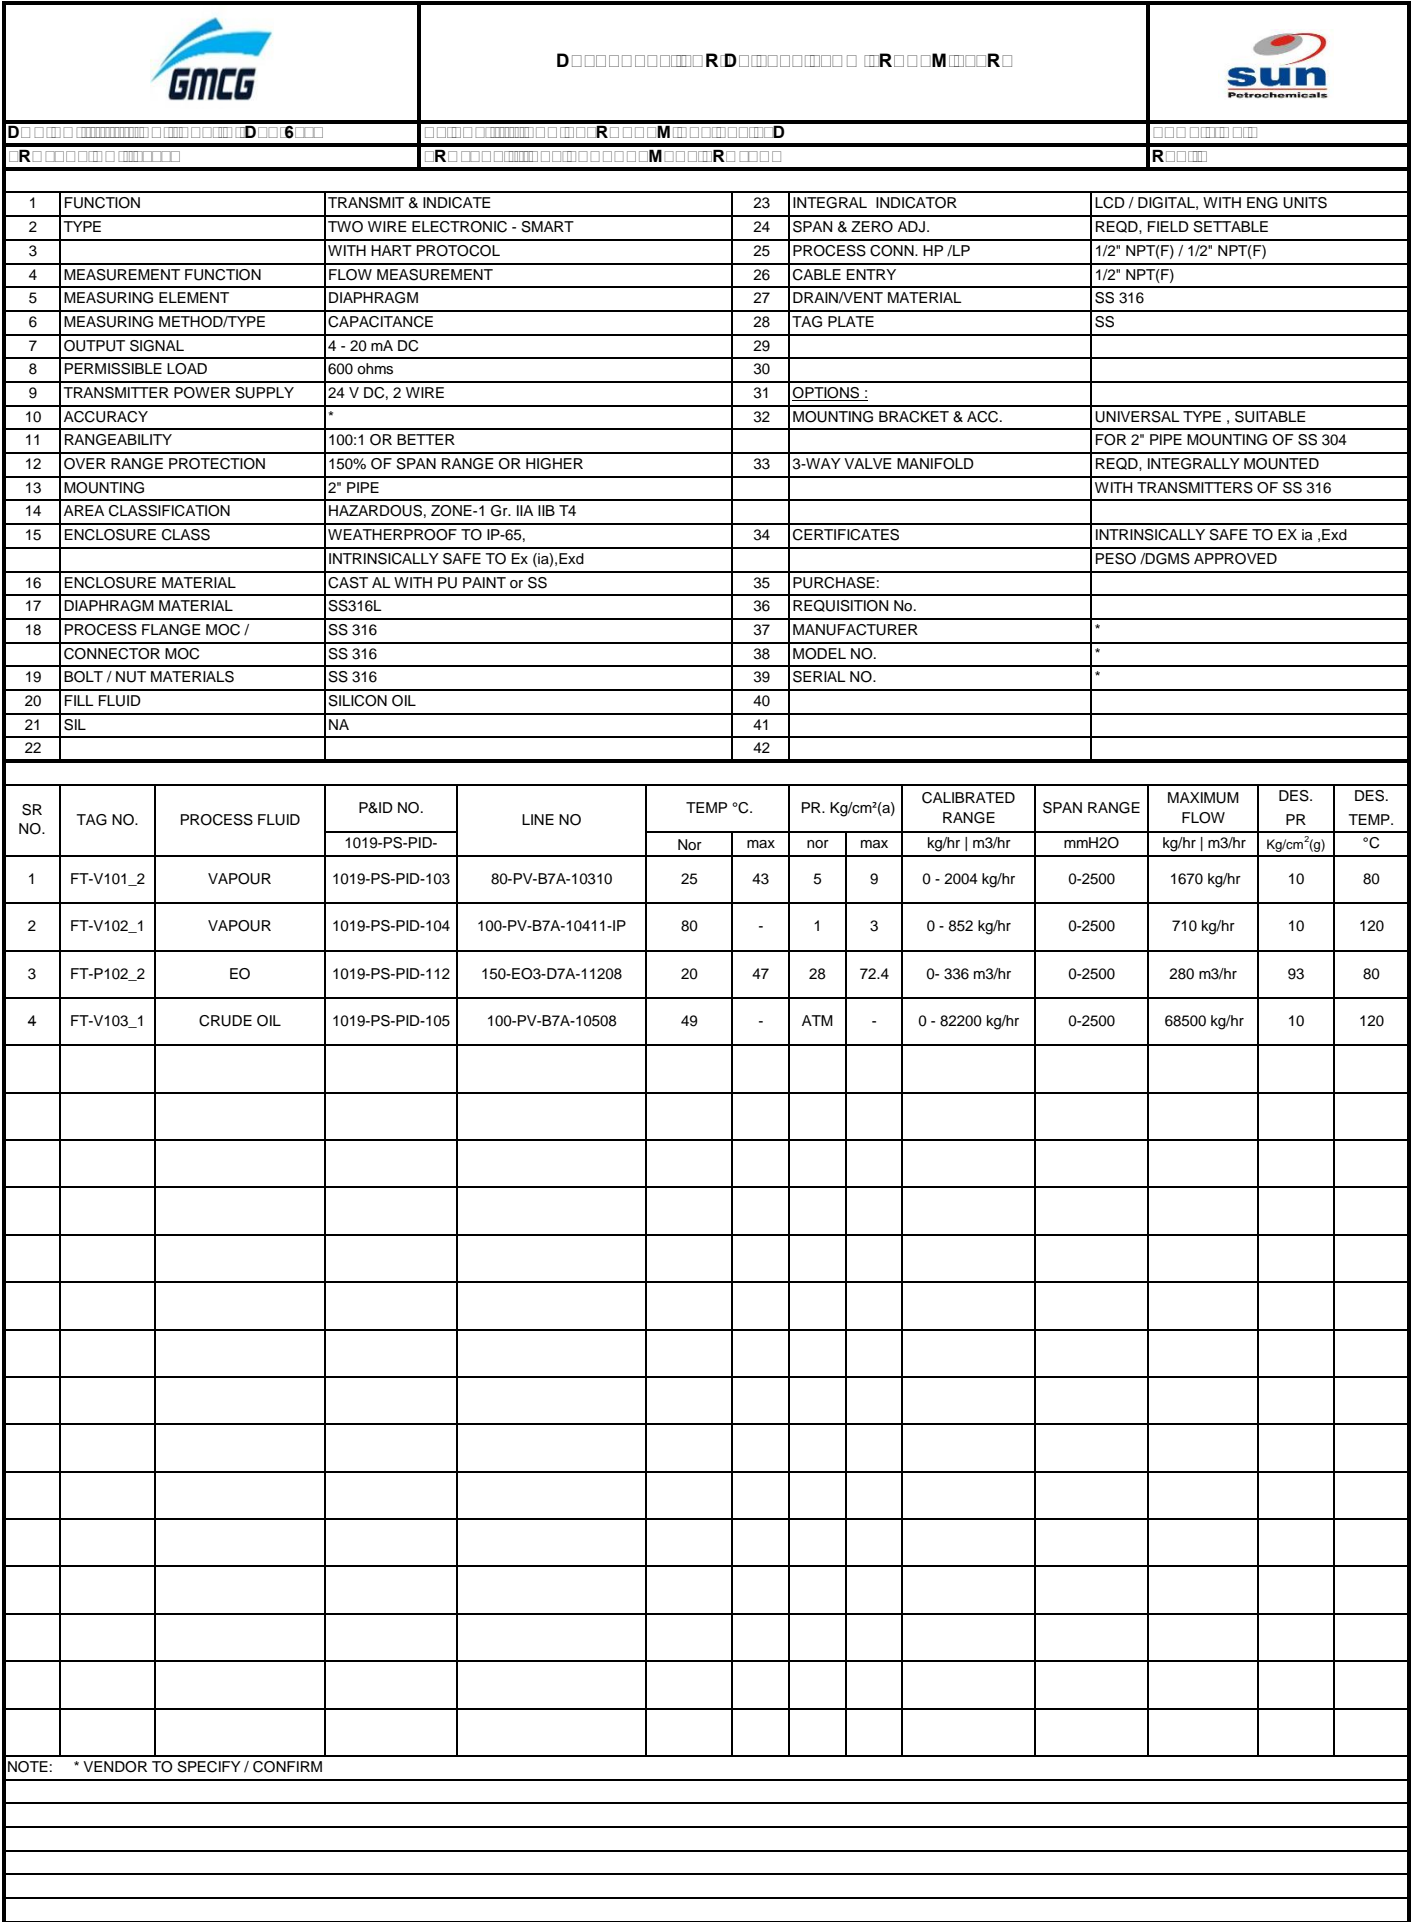 GMCG
sun
Petrochemicals
1 FUNCTION TRANSMIT & INDICATE 23 INTEGRAL INDICATOR LCD / DIGITAL, WITH ENG UNITS
2 TYPE TWO WIRE ELECTRONIC - SMART 24 SPAN & ZERO ADJ. REQD, FIELD SETTABLE
3 WITH HART PROTOCOL 25 PROCESS CONN. HP /LP 1/2" NPT(F) / 1/2" NPT(F)
4 MEASUREMENT FUNCTION FLOW MEASUREMENT 26 CABLE ENTRY 1/2" NPT(F)
5 MEASURING ELEMENT DIAPHRAGM 27 DRAIN/VENT MATERIAL SS 316
6 MEASURING METHOD/TYPE CAPACITANCE 28 TAG PLATE SS
7 OUTPUT SIGNAL 4 - 20 mA DC 29
8 PERMISSIBLE LOAD 600 ohms 30
9 TRANSMITTER POWER SUPPLY 24 V DC, 2 WIRE 31 OPTIONS :
10 ACCURACY * 32 MOUNTING BRACKET & ACC. UNIVERSAL TYPE , SUITABLE
11 RANGEABILITY 100:1 OR BETTER FOR 2" PIPE MOUNTING OF SS 304
12 OVER RANGE PROTECTION 150% OF SPAN RANGE OR HIGHER 33 3-WAY VALVE MANIFOLD REQD, INTEGRALLY MOUNTED
13 MOUNTING 2" PIPE WITH TRANSMITTERS OF SS 316
14 AREA CLASSIFICATION HAZARDOUS, ZONE-1 Gr. IIA IIB T4
15 ENCLOSURE CLASS WEATHERPROOF TO IP-65, 34 CERTIFICATES INTRINSICALLY SAFE TO EX ia ,Exd
INTRINSICALLY SAFE TO Ex (ia),Exd PESO /DGMS APPROVED
16 ENCLOSURE MATERIAL CAST AL WITH PU PAINT or SS 35 PURCHASE:
17 DIAPHRAGM MATERIAL SS316L 36 REQUISITION No.
18 PROCESS FLANGE MOC / SS 316 37 MANUFACTURER *
CONNECTOR MOC SS 316 38 MODEL NO. *
19 BOLT / NUT MATERIALS SS 316 39 SERIAL NO. *
20 FILL FLUID SILICON OIL 40
21 SIL NA 41
22 42
SR NO. TAG NO. PROCESS FLUID P&ID NO. LINE NO TEMP °C. PR. Kg/cm²(a) CALIBRATED RANGE SPAN RANGE MAXIMUM FLOW DES. PR DES. TEMP.
1019-PS-PID- Nor max nor max kg/hr | m3/hr mmH2O kg/hr | m3/hr Kg/cm²(g) °C
1 FT-V101_2 VAPOUR 1019-PS-PID-103 80-PV-B7A-10310 25 43 5 9 0 - 2004 kg/hr 0-2500 1670 kg/hr 10 80
2 FT-V102_1 VAPOUR 1019-PS-PID-104 100-PV-B7A-10411-IP 80 - 1 3 0 - 852 kg/hr 0-2500 710 kg/hr 10 120
3 FT-P102_2 EO 1019-PS-PID-112 150-EO3-D7A-11208 20 47 28 72.4 0- 336 m3/hr 0-2500 280 m3/hr 93 80
4 FT-V103_1 CRUDE OIL 1019-PS-PID-105 100-PV-B7A-10508 49 - ATM - 0 - 82200 kg/hr 0-2500 68500 kg/hr 10 120
NOTE: * VENDOR TO SPECIFY / CONFIRM